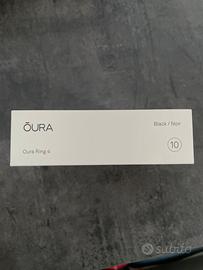 ŌURA
Black / Noir
Oura Ring 4
10
subito